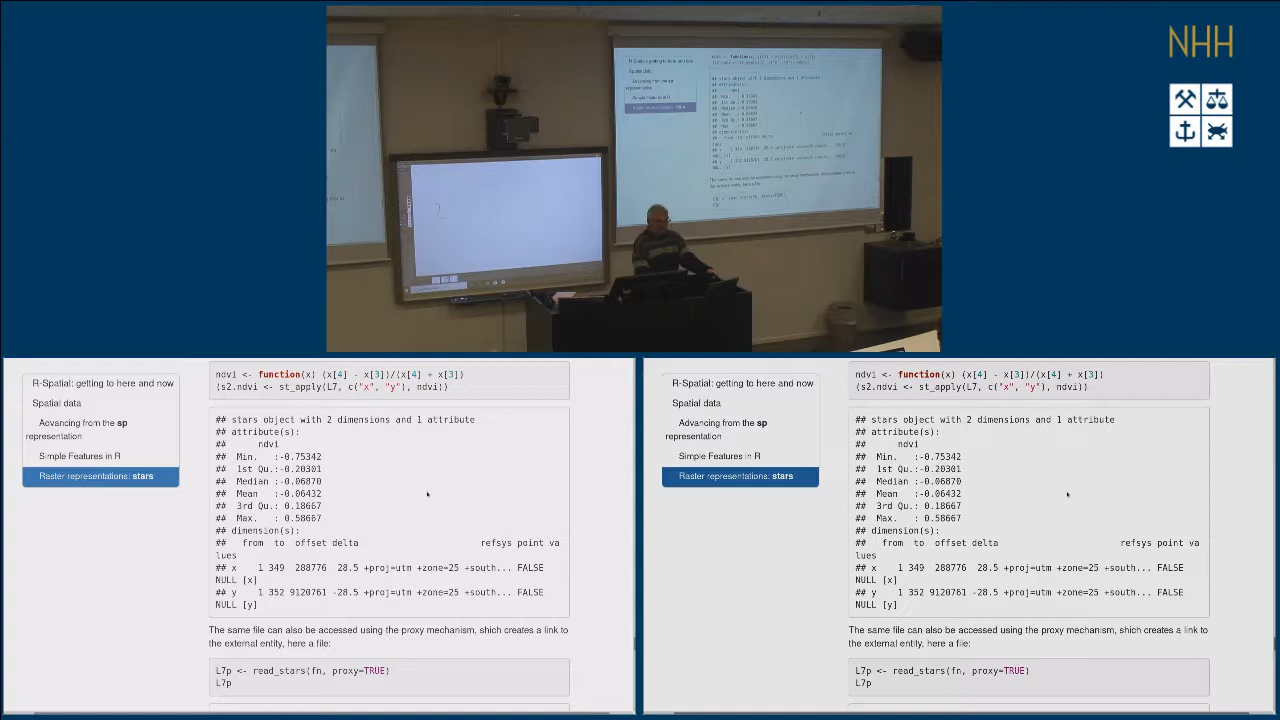 NHH
R-Spatial: getting to here and now
Spatial data
Advancing from the sp
representation
Simple Features in R
Raster representations: stars
ndvi <- function(x) (x[4] - x[3])/(x[4] + x[3])
(s2.ndvi <- st_apply(L7, c("x", "y"), ndvi))
## stars object with 2 dimensions and 1 attribute
## attribute(s):
##      ndvi
##  Min.   :-0.75342
##  1st Qu.:-0.20301
##  Median :-0.06870
##  Mean   :-0.06432
##  3rd Qu.: 0.18667
##  Max.   : 0.58667
## dimension(s):
##   from  to  offset delta                    refsys point va
lues
## x    1 349  288776  28.5 +proj=utm +zone=25 +south... FALSE
NULL [x]
## y    1 352 9120761 -28.5 +proj=utm +zone=25 +south... FALSE
NULL [y]
The same file can also be accessed using the proxy mechanism, shich creates a link to
the external entity, here a file:
L7p <- read_stars(fn, proxy=TRUE)
L7p
R-Spatial: getting to here and now
Spatial data
Advancing from the sp
representation
Simple Features in R
Raster representations: stars
ndvi <- function(x) (x[4] - x[3])/(x[4] + x[3])
(s2.ndvi <- st_apply(L7, c("x", "y"), ndvi))
## stars object with 2 dimensions and 1 attribute
## attribute(s):
##      ndvi
##  Min.   :-0.75342
##  1st Qu.:-0.20301
##  Median :-0.06870
##  Mean   :-0.06432
##  3rd Qu.: 0.18667
##  Max.   : 0.58667
## dimension(s):
##   from  to  offset delta                    refsys point va
lues
## x    1 349  288776  28.5 +proj=utm +zone=25 +south... FALSE
NULL [x]
## y    1 352 9120761 -28.5 +proj=utm +zone=25 +south... FALSE
NULL [y]
The same file can also be accessed using the proxy mechanism, shich creates a link to
the external entity, here a file:
L7p <- read_stars(fn, proxy=TRUE)
L7p